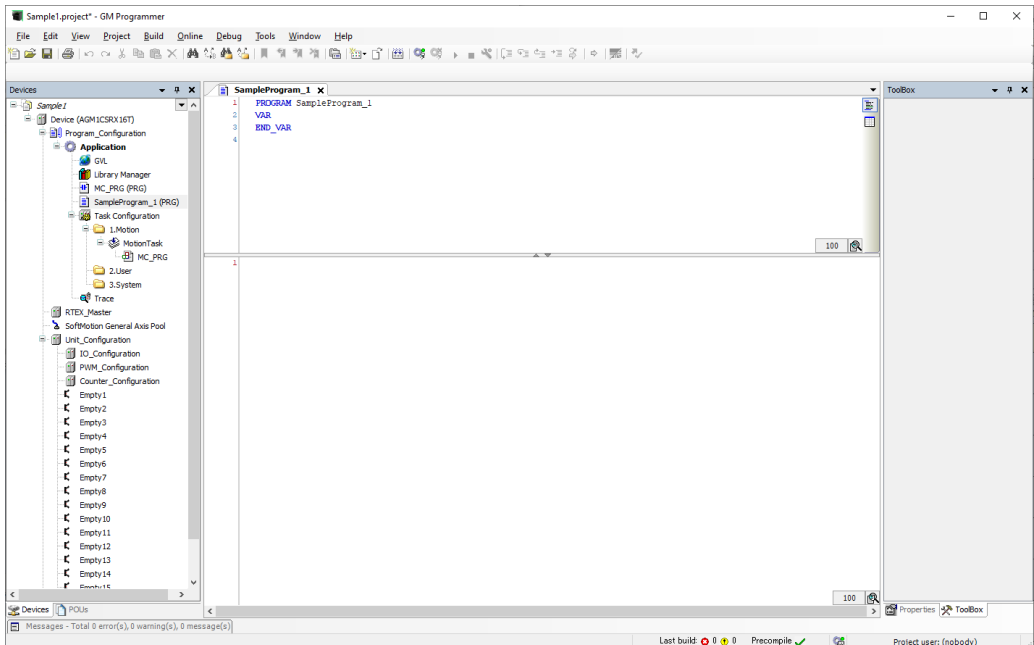 Sample1.project* - GM Programmer
File Edit View Project Build Online Debug Tools Window Help
Devices
Sample1
Device (AGM1CSRX16T)
Program_Configuration
Application
GVL
Library Manager
MC_PRG (PRG)
SampleProgram_1 (PRG)
Task Configuration
1.Motion
MotionTask
MC_PRG
2.User
3.System
Trace
RTEX_Master
SoftMotion General Axis Pool
Unit_Configuration
IO_Configuration
PWM_Configuration
Counter_Configuration
Empty1
Empty2
Empty3
Empty4
Empty5
Empty6
Empty7
Empty8
Empty9
Empty10
Empty11
Empty12
Empty13
Empty14
Empty15
Devices POUs
SampleProgram_1
1 PROGRAM SampleProgram_1
2 VAR
3 END_VAR
4
100
1
100
ToolBox
Properties ToolBox
Messages - Total 0 error(s), 0 warning(s), 0 message(s)
Last build: 0 0 Precompile Project user: (nobody)